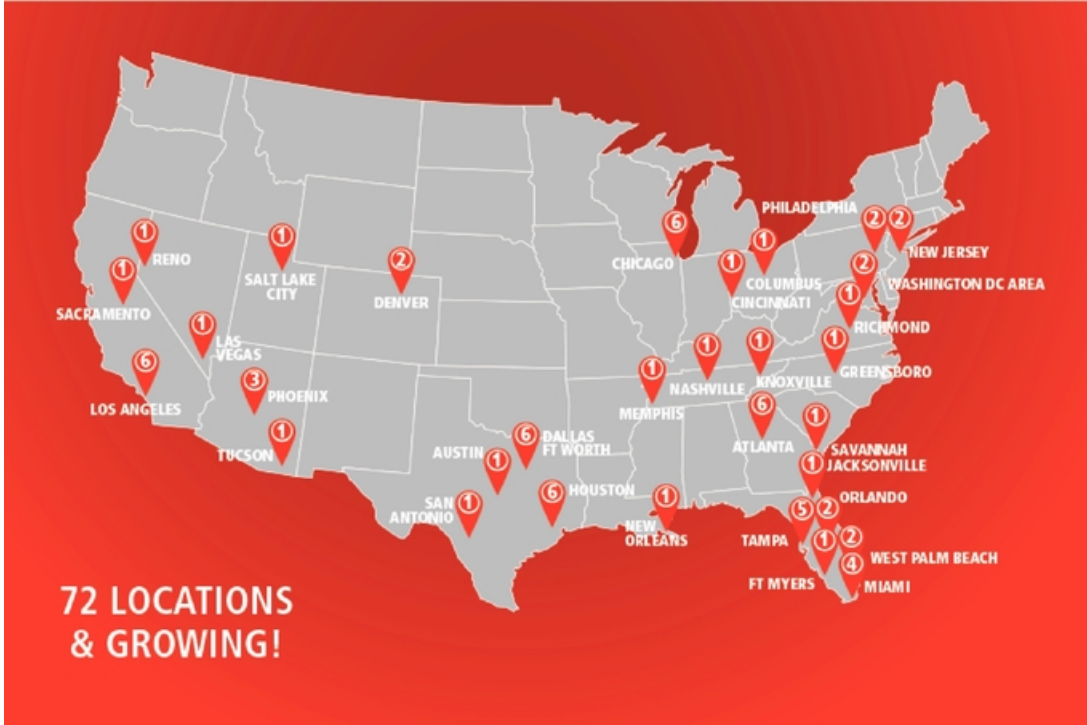 PHILADELPHIA
2
2
6
1
NEW JERSEY
1
RENO
1
CHICAGO
1
2
SALT LAKE
CITY
2
COLUMBUS
WASHINGTON DC AREA
1
DENVER
CINCINNATI
1
SACRAMENTO
RICHMOND
1
LAS
VEGAS
1
NASHVILLE
1
KNOXVILLE
1
GREENSBORO
6
LOS ANGELES
3
PHOENIX
1
MEMPHIS
6
ATLANTA
1
SAVANNAH
1
TUCSON
6
DALLAS
FT WORTH
AUSTIN
1
1
JACKSONVILLE
SAN
ANTONIO
1
6
HOUSTON
1
NEW
ORLEANS
5
2
ORLANDO
TAMPA
1
2
WEST PALM BEACH
FT MYERS
4
MIAMI
72 LOCATIONS
& GROWING!